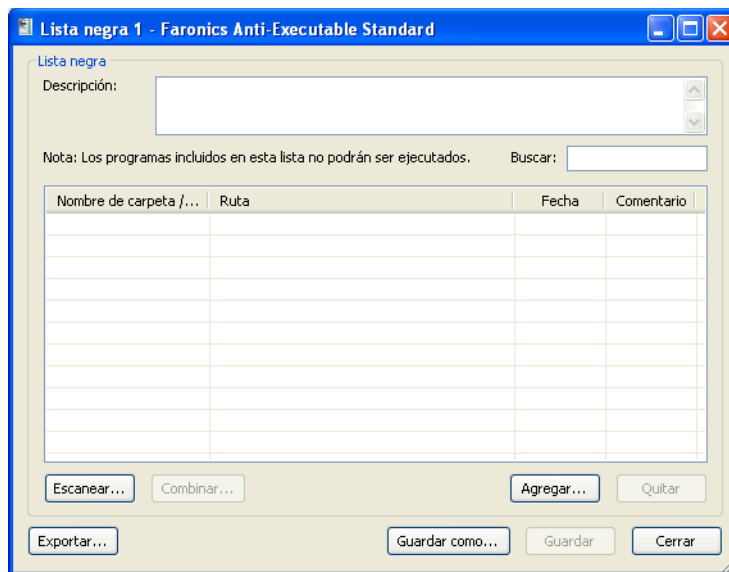 Lista negra 1 - Faronics Anti-Executable Standard
Lista negra
Descripción:
Nota: Los programas incluidos en esta lista no podrán ser ejecutados.
Buscar:
Nombre de carpeta /... Ruta Fecha Comentario
Escanear... Combinar... Agregar... Quitar
Exportar... Guardar como... Guardar Cerrar